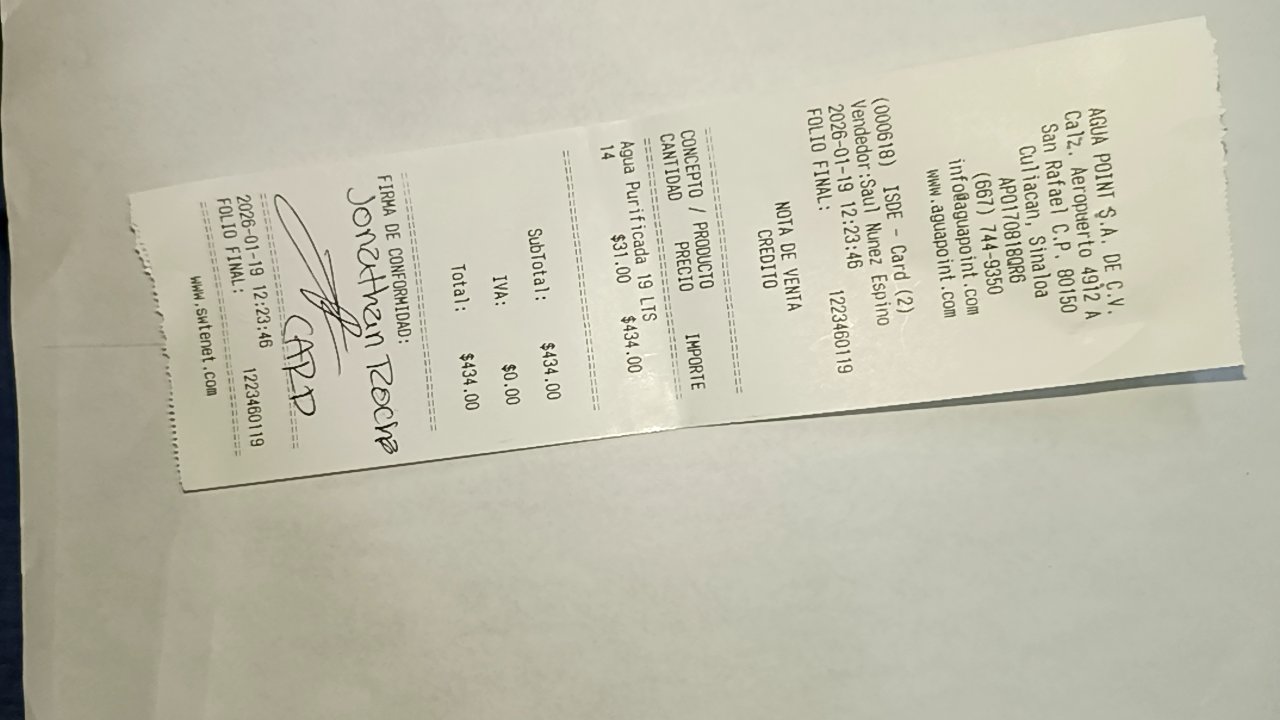 AGUA POINT S.A. DE C.V.
Calz. Aeropuerto 4912 A
San Rafael C.P. 80150
Culiacan, Sinaloa
APO170818QR6
(667) 744-9350
info@aguapoint.com
www.aguapoint.com
(000618) ISDE - Card (2)
Vendedor:Saul Nunez Espino
2026-01-19 12:23:46
FOLIO FINAL: 1223460119
NOTA DE VENTA
CREDITO
CONCEPTO / PRODUCTO
CANTIDAD PRECIO IMPORTE
Agua Purificada 19 LTS
14 $31.00 $434.00
SubTotal: $434.00
IVA: $0.00
Total: $434.00
FIRMA DE CONFORMIDAD:
Jonathan Rocha
CARD
2026-01-19 12:23:46
FOLIO FINAL: 1223460119
www.swtenet.com